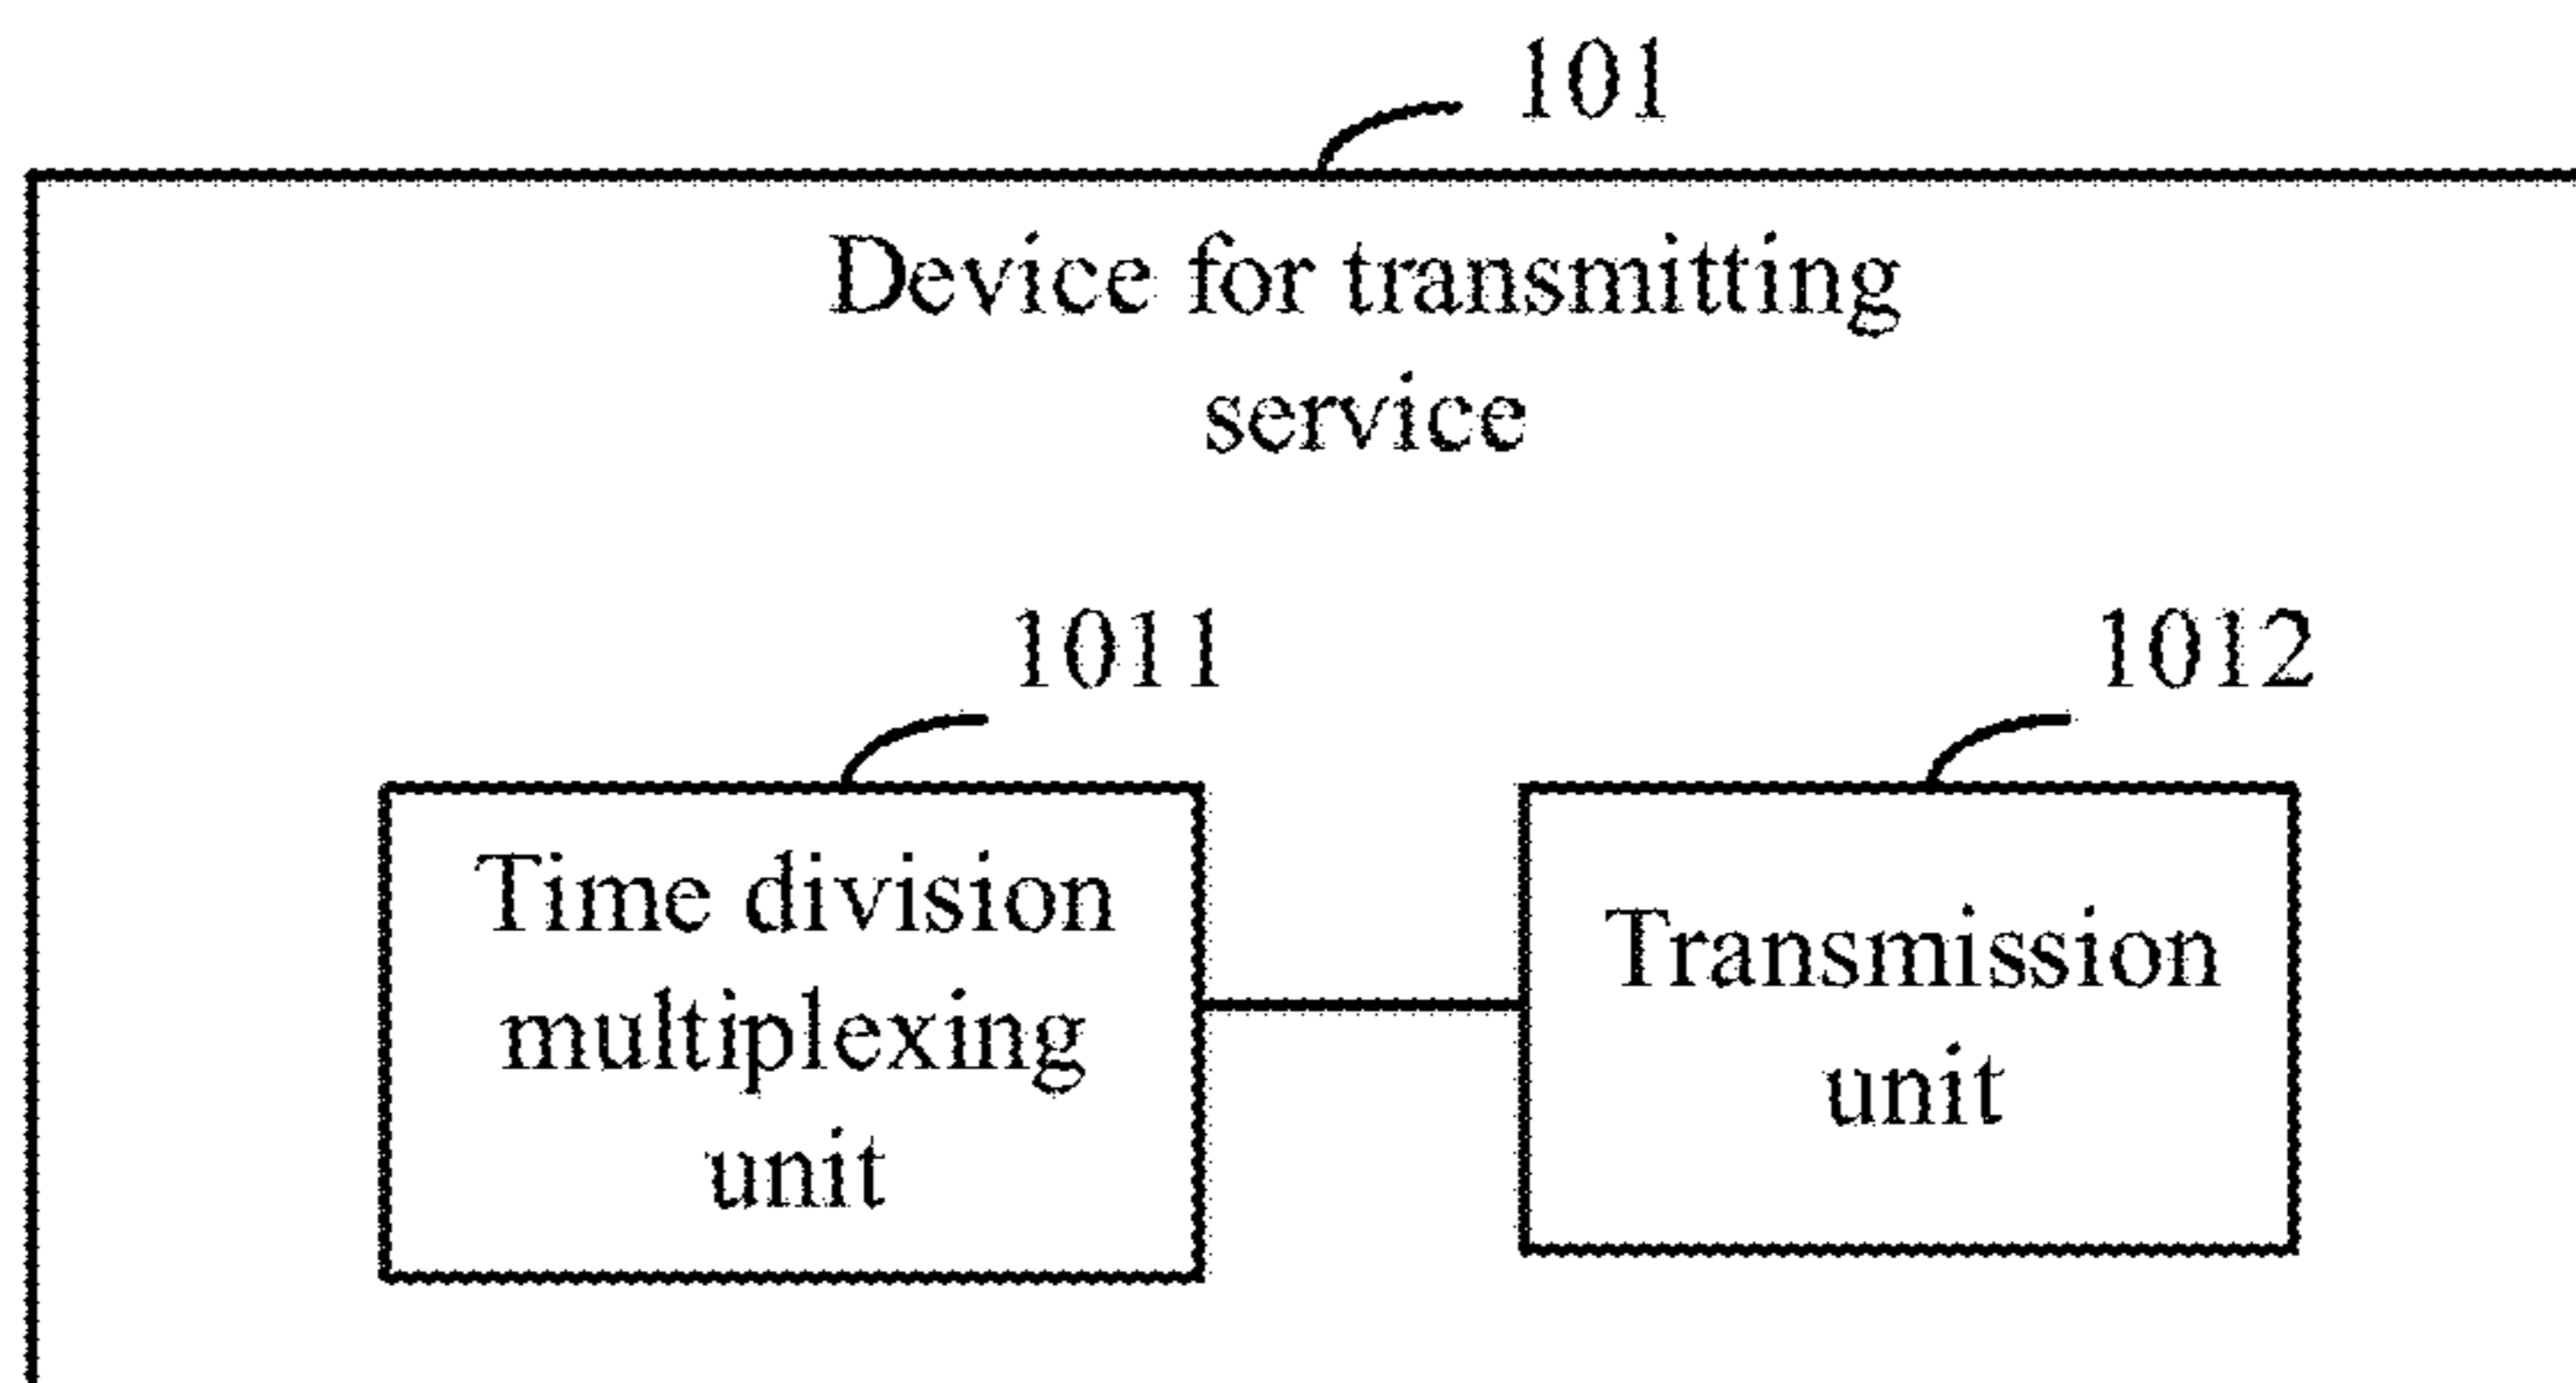 101
Device for transmitting
service
1011
1012
Time division
multiplexing
unit
Transmission
unit